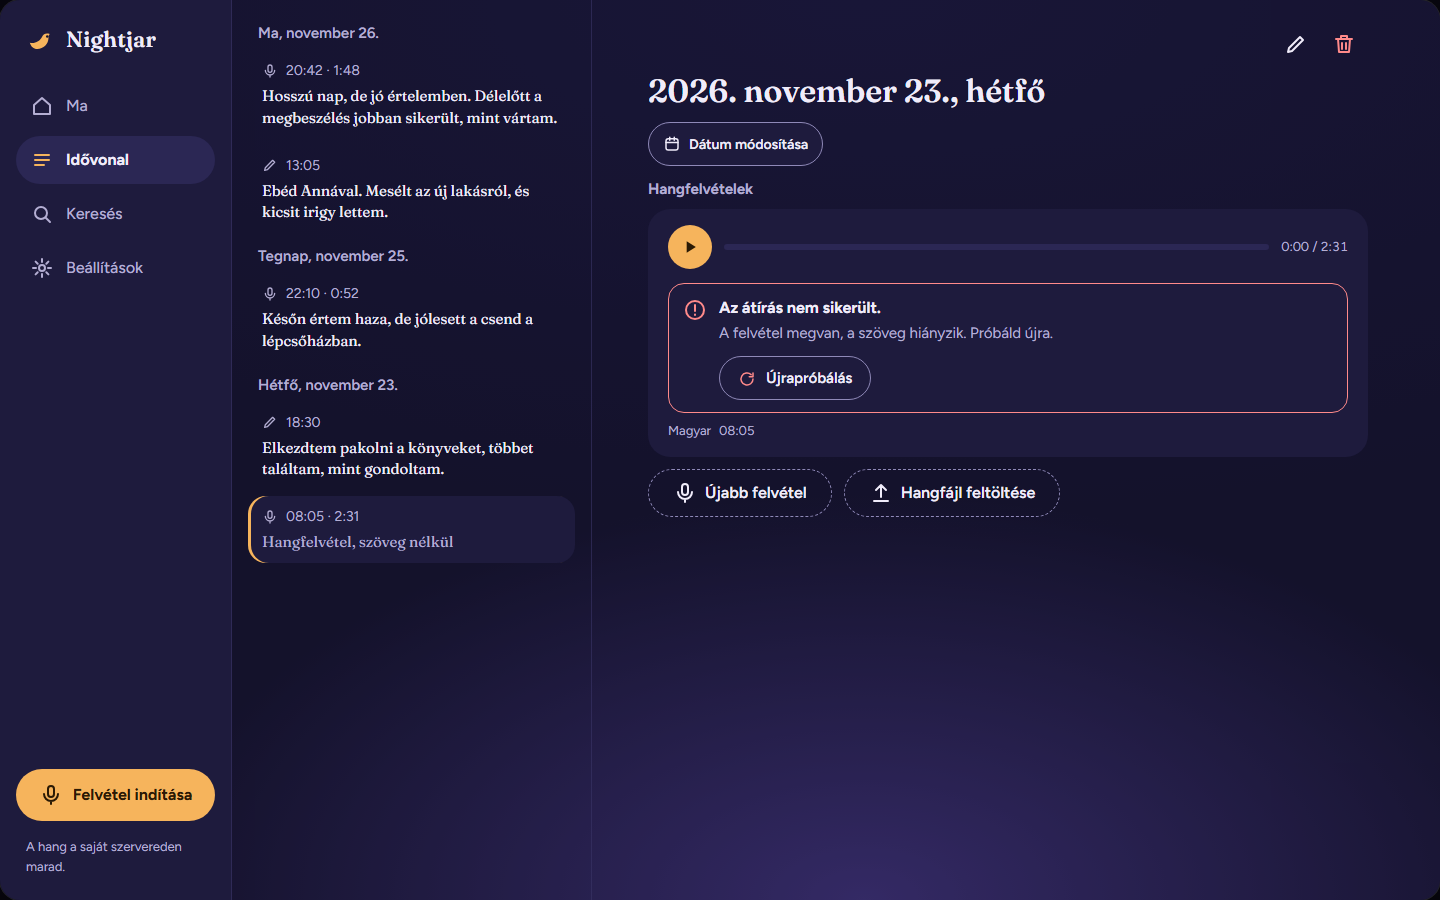 Nightjar
Ma
Idővonal
Keresés
Beállítások
Felvétel indítása
A hang a saját szervereden
marad.
Ma, november 26.
20:42 · 1:48
Hosszú nap, de jó értelemben. Délelőtt a
megbeszélés jobban sikerült, mint vártam.
13:05
Ebéd Annával. Mesélt az új lakásról, és
kicsit irigy lettem.
Tegnap, november 25.
22:10 · 0:52
Későn értem haza, de jólesett a csend a
lépcsőházban.
Hétfő, november 23.
18:30
Elkezdtem pakolni a könyveket, többet
találtam, mint gondoltam.
08:05 · 2:31
Hangfelvétel, szöveg nélkül
2026. november 23., hétfő
Dátum módosítása
Hangfelvételek
0:00 / 2:31
Az átírás nem sikerült.
A felvétel megvan, a szöveg hiányzik. Próbáld újra.
Újrapróbálás
Magyar 08:05
Újabb felvétel
Hangfájl feltöltése